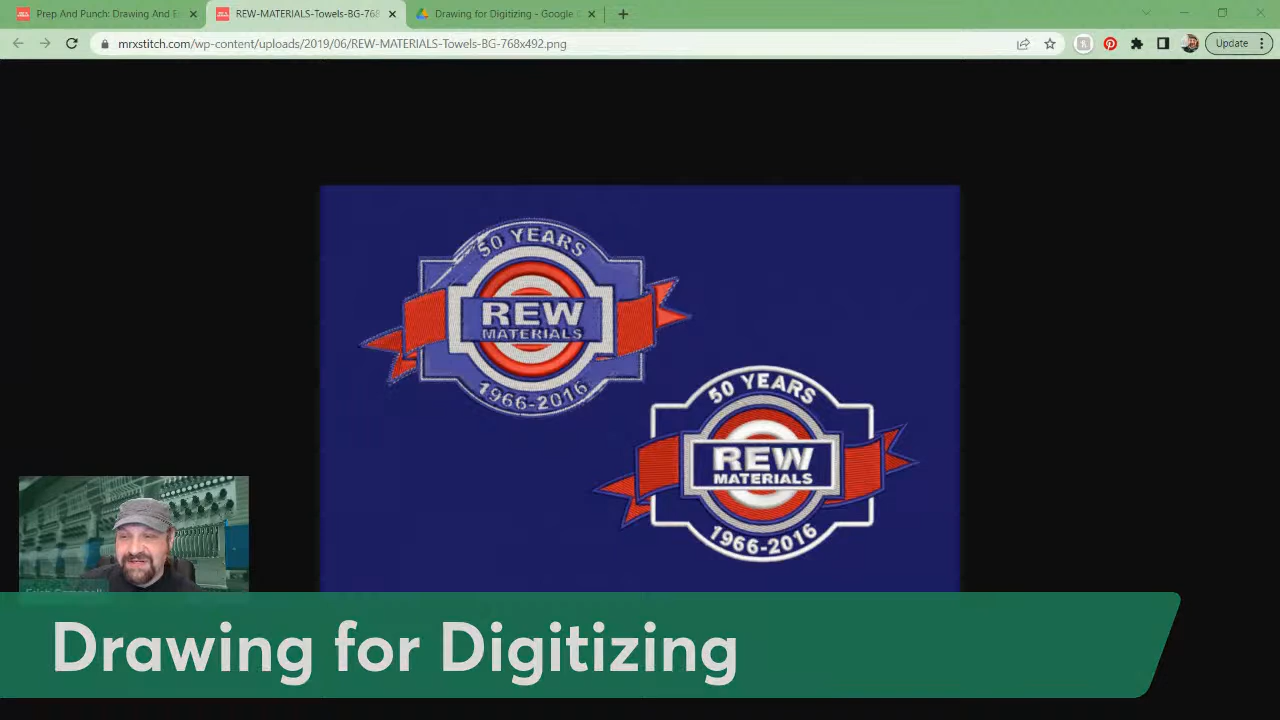 Prep And Punch: Drawing And E
REW-MATERIALS-Towels-BG-768
Drawing for Digitizing - Google
mrxstitch.com/wp-content/uploads/2019/06/REW-MATERIALS-Towels-BG-768x492.png
Update
50 YEARS
REW
MATERIALS
1966-2016
50 YEARS
REW
MATERIALS
1966-2016
Drawing for Digitizing